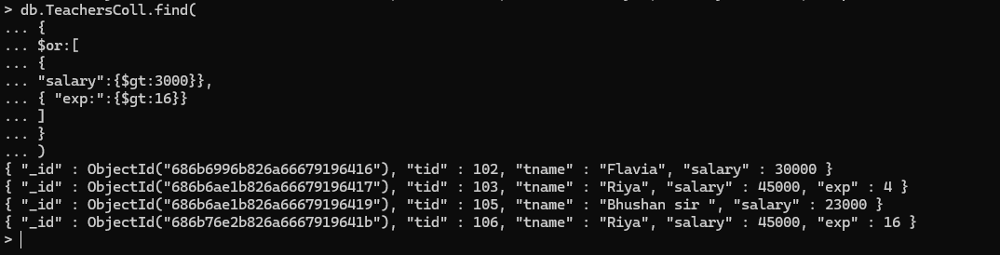 > db.TeachersColl.find(
... {
... $or:[
... {
... "salary":{$gt:3000}},
... { "exp:":{$gt:16}}
... ]
... }
... )
{ "_id" : ObjectId("686b6996b826a66679196416"), "tid" : 102, "tname" : "Flavia", "salary" : 30000 }
{ "_id" : ObjectId("686b6ae1b826a66679196417"), "tid" : 103, "tname" : "Riya", "salary" : 45000, "exp" : 4 }
{ "_id" : ObjectId("686b6ae1b826a66679196419"), "tid" : 105, "tname" : "Bhushan sir ", "salary" : 23000 }
{ "_id" : ObjectId("686b76e2b826a6667919641b"), "tid" : 106, "tname" : "Riya", "salary" : 45000, "exp" : 16 }
>